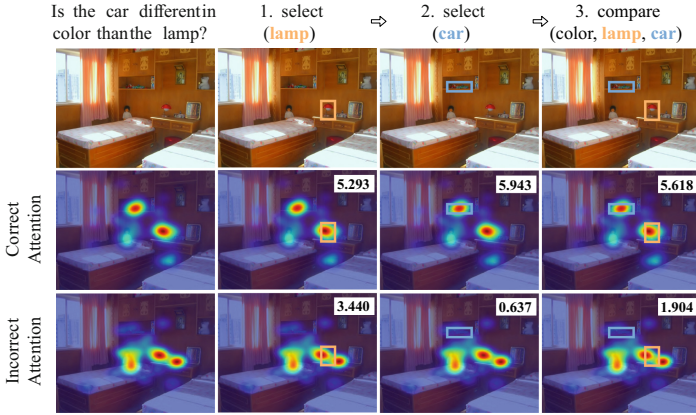 Is the car differentin
color thanthe lamp?
1. select
(lamp)
⇨
2. select
(car)
⇨
3. compare
(color, lamp, car)
Correct
Attention
5.293
5.943
5.618
Incorrect
Attention
3.440
0.637
1.904